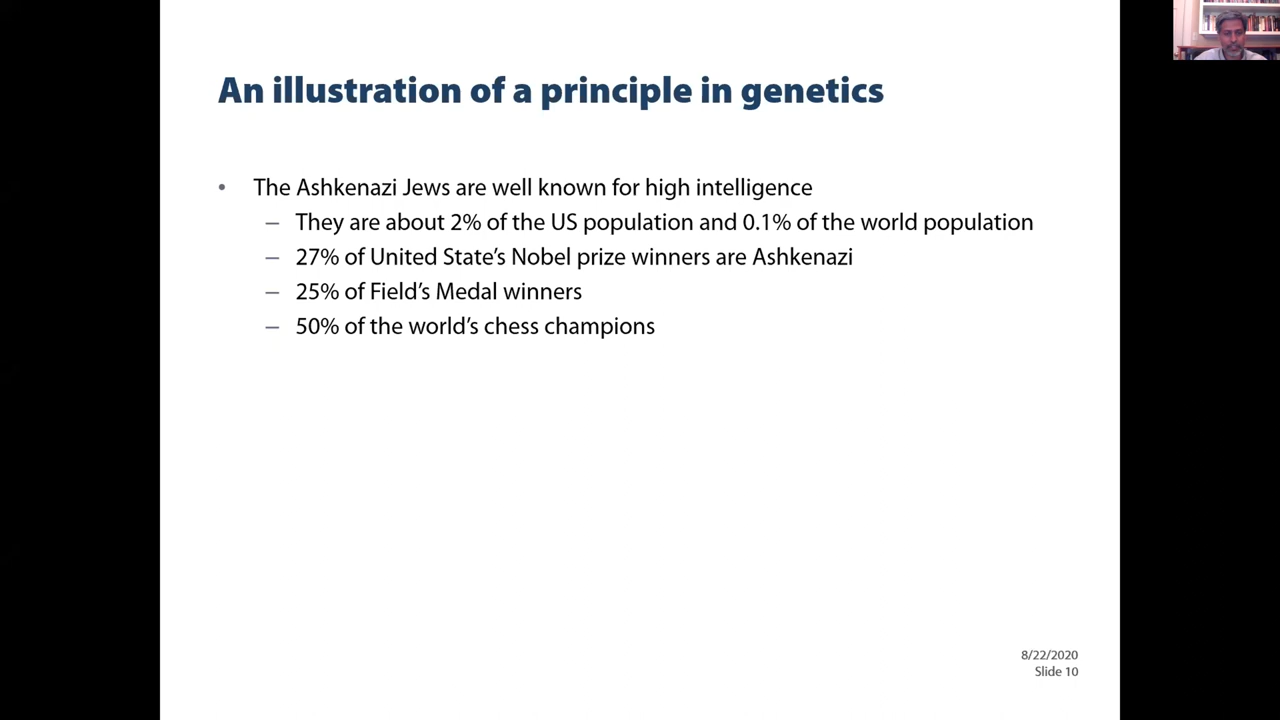 An illustration of a principle in genetics
• The Ashkenazi Jews are well known for high intelligence
– They are about 2% of the US population and 0.1% of the world population
– 27% of United State’s Nobel prize winners are Ashkenazi
– 25% of Field’s Medal winners
– 50% of the world’s chess champions
8/22/2020
Slide 10